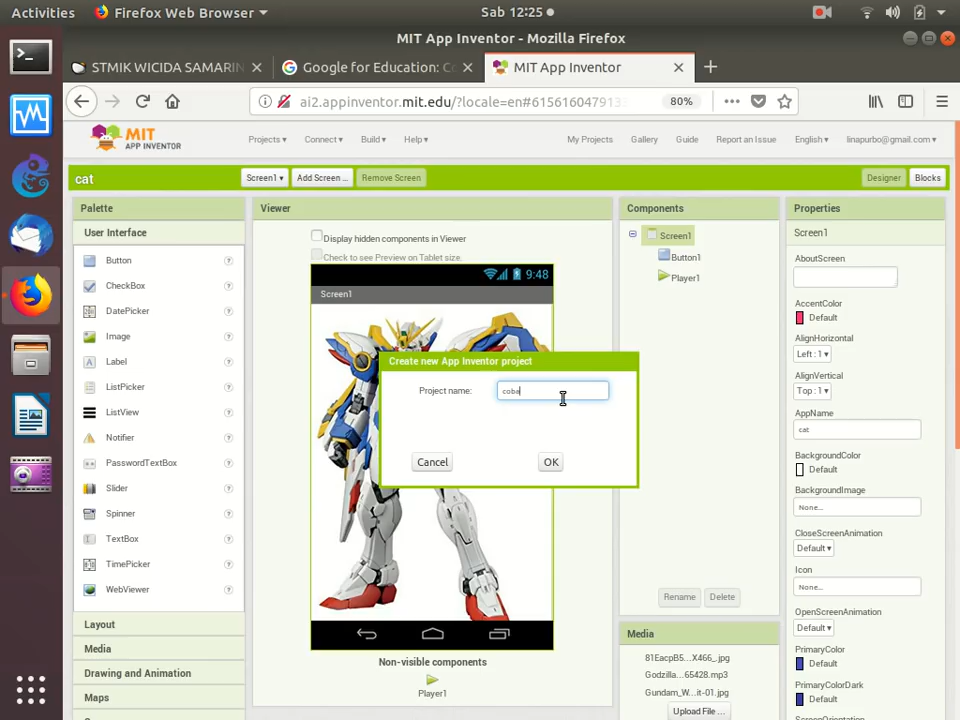 Activities Firefox Web Browser ▾ Sab 12:25
MIT App Inventor - Mozilla Firefox
STMIK WICIDA SAMARIN Google for Education: Co MIT App Inventor
ai2.appinventor.mit.edu/?locale=en#6156160479133 80%
MIT APP INVENTOR Projects ▾ Connect ▾ Build ▾ Help ▾ My Projects Gallery Guide Report an Issue English ▾ linapurbo@gmail.com ▾
cat Screen1 ▾ Add Screen ... Remove Screen Designer Blocks
Palette Viewer Components Properties
User Interface
Button
CheckBox
DatePicker
Image
Label
ListPicker
ListView
Notifier
PasswordTextBox
Slider
Spinner
TextBox
TimePicker
WebViewer
Layout
Media
Drawing and Animation
Maps
Display hidden components in Viewer
Check to see Preview on Tablet size.
9:48
Screen1
Create new App Inventor project
Project name: coba
Cancel OK
Non-visible components
Player1
Screen1
Button1
Player1
Rename Delete
Media
81EacpB5...X466_.jpg
Godzilla...68675.mp3
Gundam_W...it-01.jpg
Upload File ...
Screen1
AboutScreen
AccentColor
Default
AlignHorizontal
Left : 1 ▾
AlignVertical
Top : 1 ▾
AppName
cat
BackgroundColor
Default
BackgroundImage
None...
CloseScreenAnimation
Default ▾
Icon
None...
OpenScreenAnimation
Default ▾
PrimaryColor
Default
PrimaryColorDark
Default